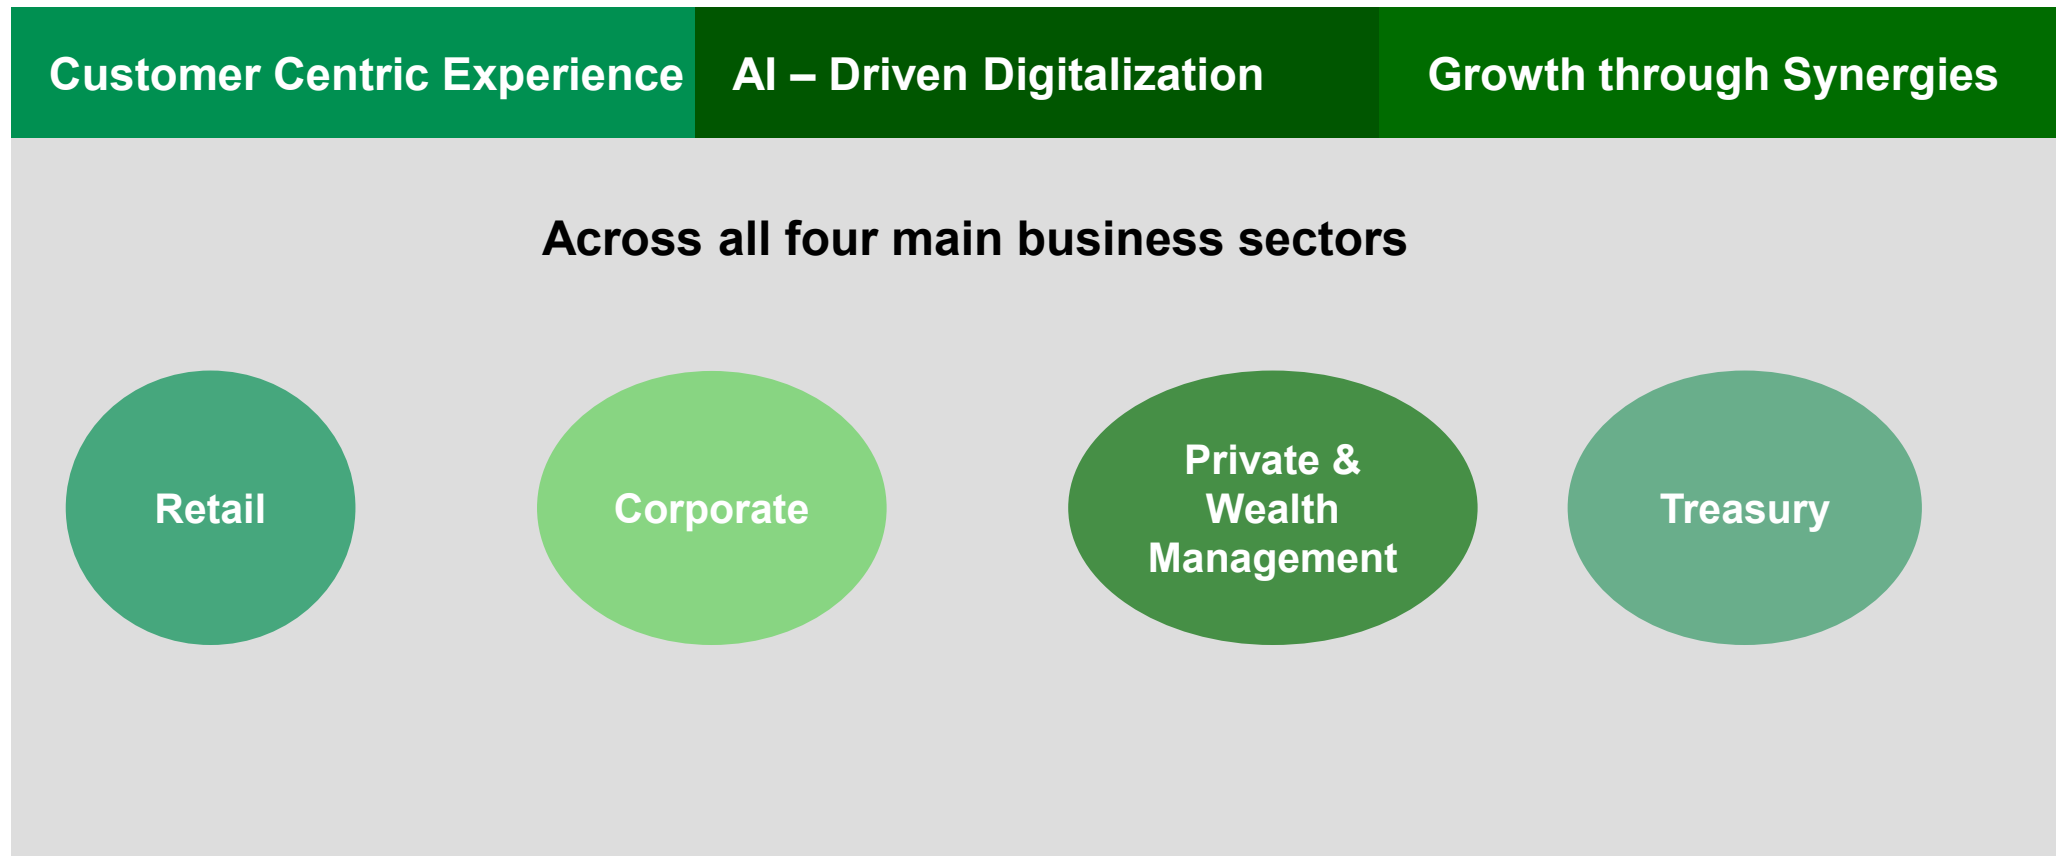 Customer Centric Experience
AI – Driven Digitalization
Growth through Synergies
Across all four main business sectors
Retail
Corporate
Private &
Wealth
Management
Treasury